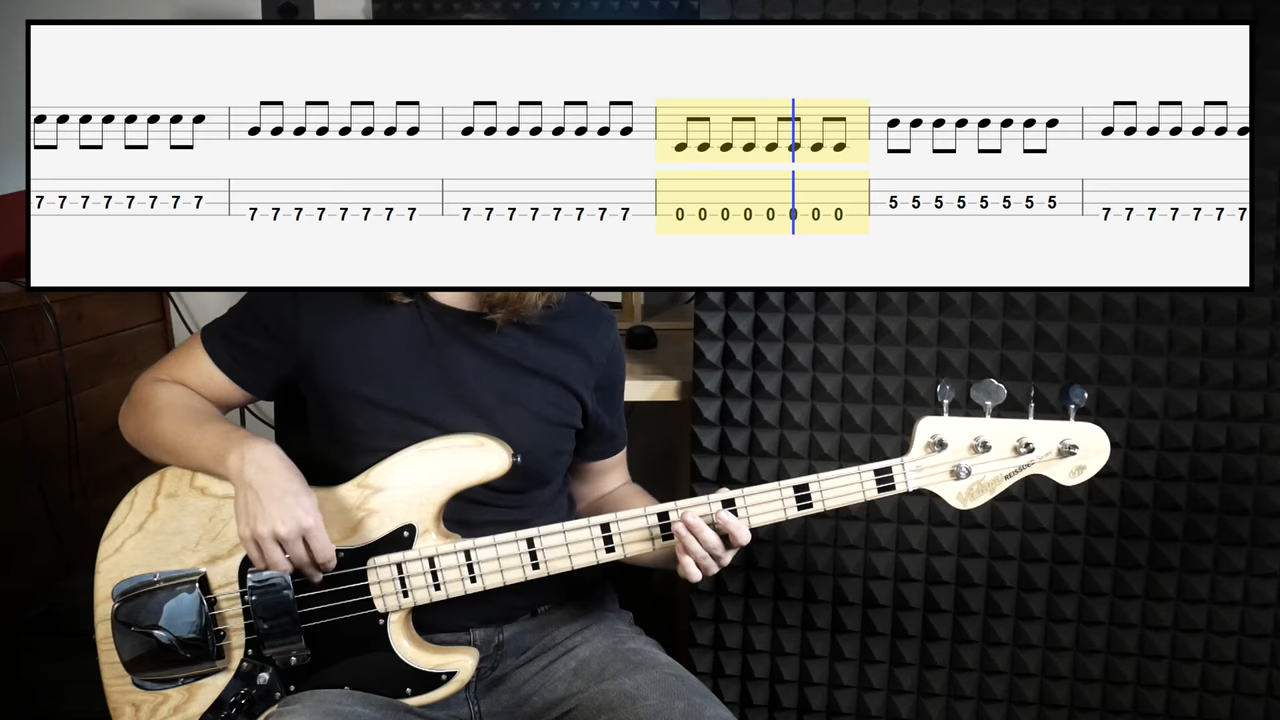 7 7 7 7 7 7 7 7 5 5 5 5 5 5 5 5
7 7 7 7 7 7 7 7 7 7 7 7 7 7 7 7 0 0 0 0 0 0 0 0 7 7 7 7 7 7 7
Vintage REISSUED